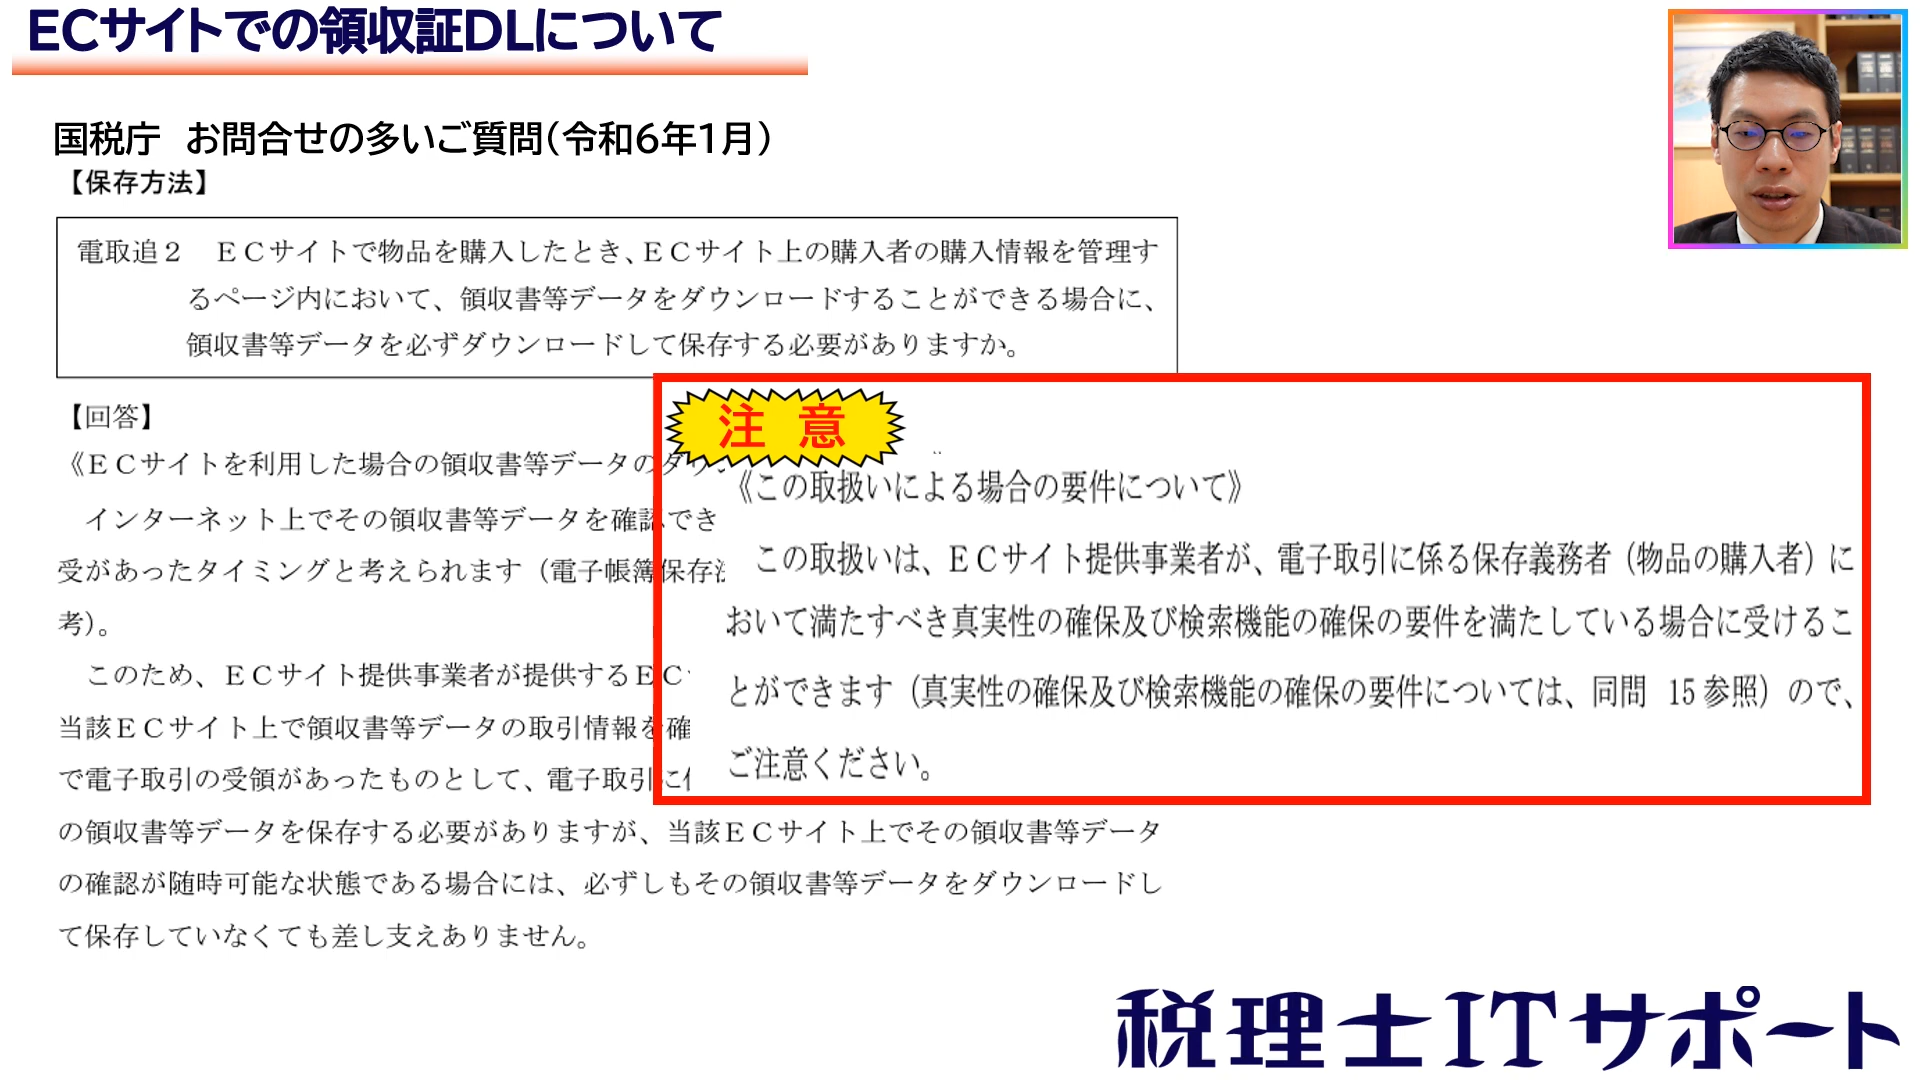 ECサイトでの領収証DLについて
国税庁　お問合せの多いご質問（令和6年1月）
【保存方法】
電取追２　ＥＣサイトで物品を購入したとき、ＥＣサイト上の購入者の購入情報を管理す
るページ内において、領収書等データをダウンロードすることができる場合に、
領収書等データを必ずダウンロードして保存する必要がありますか。
【回答】
《ＥＣサイトを利用した場合の領収書等データのダウ
インターネット上でその領収書等データを確認でき
受があったタイミングと考えられます（電子帳簿保存
考）。
このため、ＥＣサイト提供事業者が提供するＥＣ
当該ＥＣサイト上で領収書等データの取引情報を確
で電子取引の受領があったものとして、電子取引に
の領収書等データを保存する必要がありますが、当該ＥＣサイト上でその領収書等データ
の確認が随時可能な状態である場合には、必ずしもその領収書等データをダウンロードし
て保存していなくても差し支えありません。
注　意
《この取扱いによる場合の要件について》
この取扱いは、ＥＣサイト提供事業者が、電子取引に係る保存義務者（物品の購入者）に
おいて満たすべき真実性の確保及び検索機能の確保の要件を満たしている場合に受けるこ
とができます（真実性の確保及び検索機能の確保の要件については、同問　15参照）ので、
ご注意ください。
税理士ITサポート